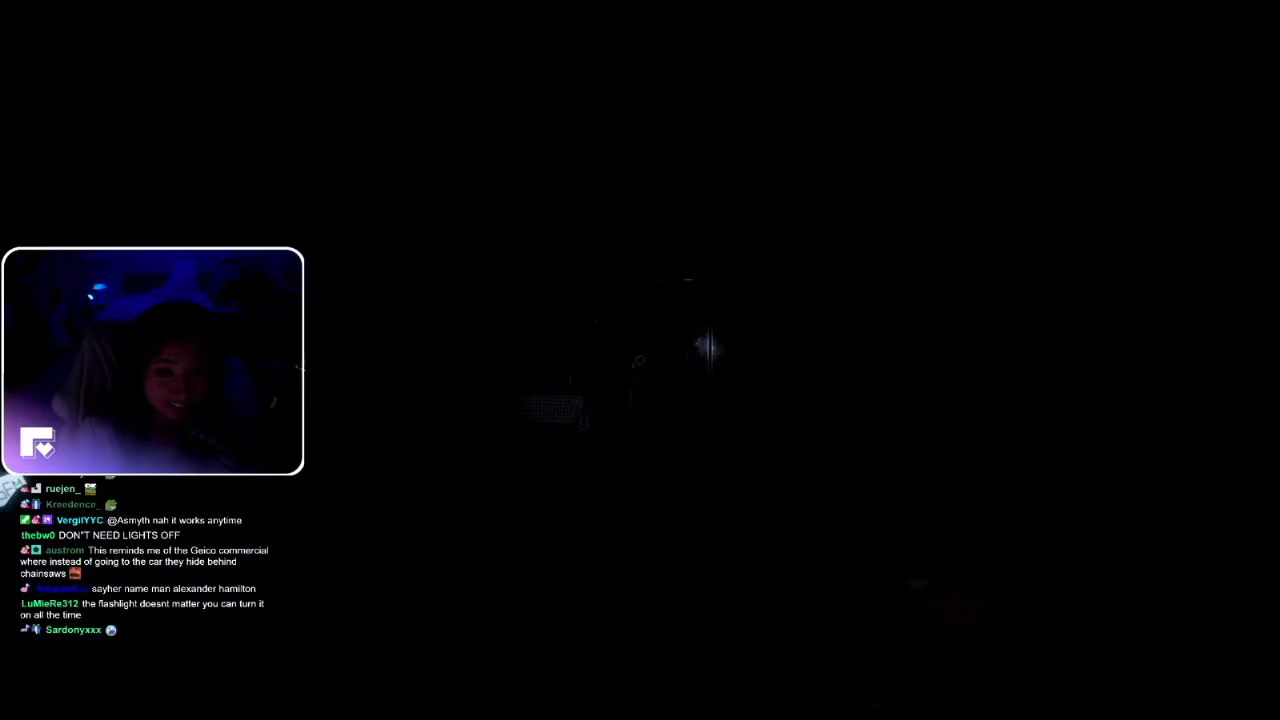 ruejen_
Kreedence_
VergilYYC @Asmyth nah it works anytime
thebw0 DON"T NEED LIGHTS OFF
austrom This reminds me of the Geico commercial
where instead of going to the car they hide behind
chainsaws
sayher name man alexander hamilton
LuMieRe312 the flashlight doesnt matter you can turn it
on all the time
Sardonyxxx